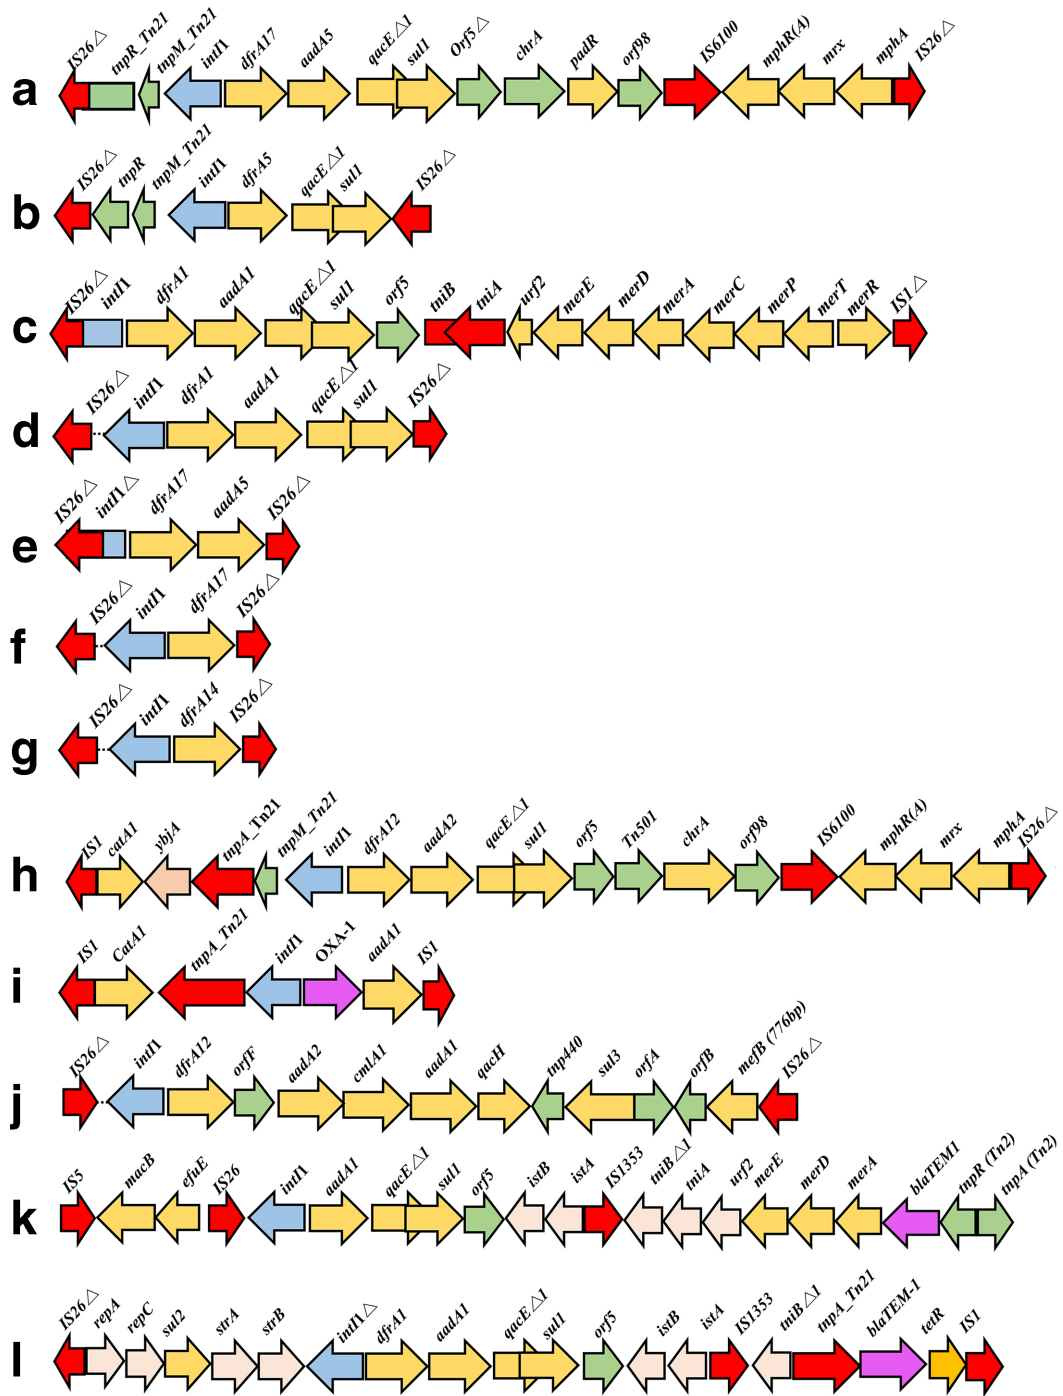 a IS26△ tnpR_Tn21 tnpM_Tn21 intI1 dfrA17 aadA5 qacE△1 sul1 Orf5△ chrA padR orf98 IS6100 mphR(A) mrx mphA IS26△
b IS26△ tnpR tnpM_Tn21 intI1 dfrA5 qacE△1 sul1 IS26△
c IS26△ intI1 dfrA1 aadA1 qacE△1 sul1 orf5 tniB tniA urf2 merE merD merA merC merP merT merR IS1△
d IS26△ intI1 dfrA1 aadA1 qacE△1 sul1 IS26△
e IS26△ intI1△ dfrA17 aadA5 IS26△
f IS26△ intI1 dfrA17 IS26△
g IS26△ intI1 dfrA14 IS26△
h IS1 catA1 ybjA tnpA_Tn21 tnpM_Tn21 intI1 dfrA12 aadA2 qacE△1 sul1 orf5 Tn501 chrA orf98 IS6100 mphR(A) mrx mphA IS26△
i IS1 CatA1 tnpA_Tn21 intI1 OXA-1 aadA1 IS1
j IS26△ intI1 dfrA12 orfF aadA2 cmlA1 aadA1 qacH tnp440 sul3 orfA orfB mefB (776bp) IS26△
k IS5 macB efuE IS26 intI1 aadA1 qacE△1 sul1 orf5 istB istA IS1353 tniB△1 tniA urf2 merE merD merA blaTEM1 tnpR (Tn2) tnpA (Tn2)
l IS26△ repA repC sul2 strA strB intI1△ dfrA1 aadA1 qacE△1 sul1 orf5 istB istA IS1353 tniB△1 tnpA_Tn21 blaTEM-1 tetR IS1